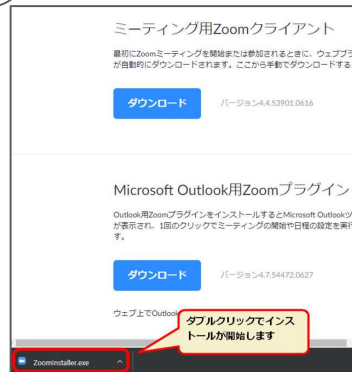 ミーティング用Zoomクライアント
最初にZoomミーティングを開始または参加されるときに、ウェブブラ
が自動的にダウンロードされます。ここから手動でダウンロードする
ダウンロード
バージョン4.4.53901.0616
Microsoft Outlook用Zoomプラグイン
Outlook用ZoomプラグインをインストールするとMicrosoft Outlookツ
が表示され、1回のクリックでミーティングの開始や日程の設定を実行
す。
ダウンロード
バージョン4.7.54472.0627
ウェブ上でOutlook
ダブルクリックでインス
トールが開始します
ZoomInstaller.exe